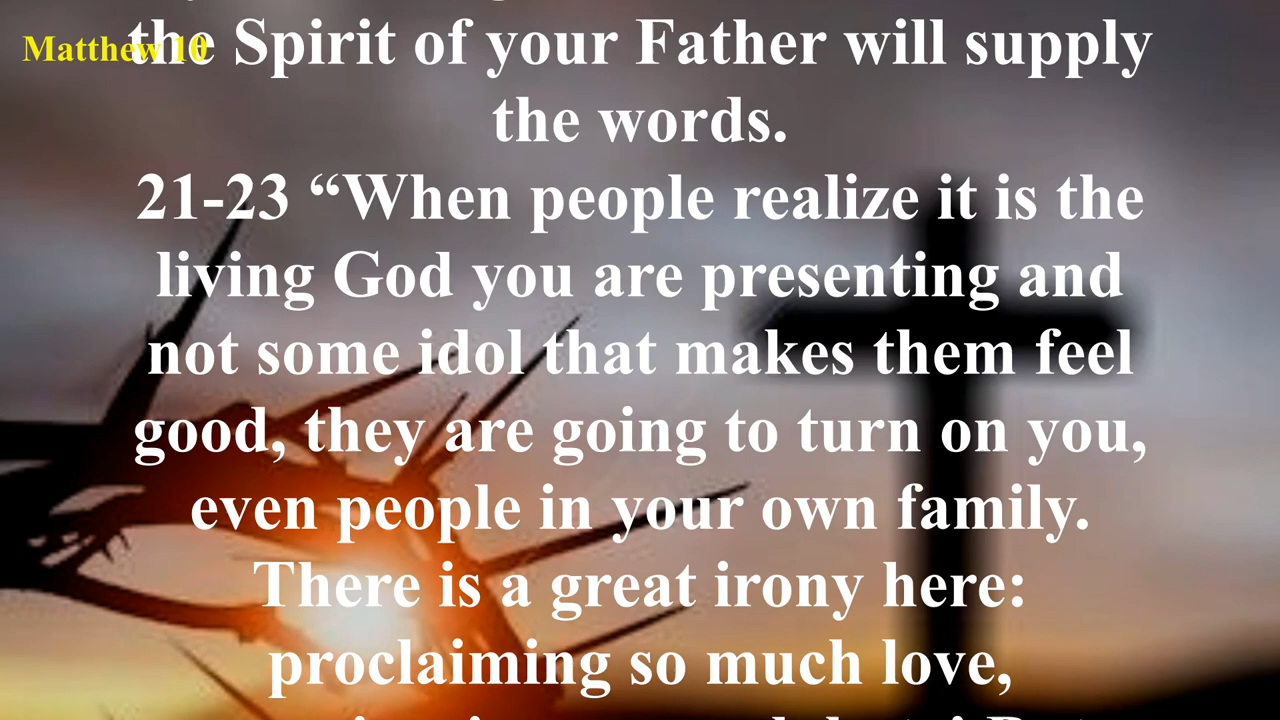 Matthew 10
the Spirit of your Father will supply
the words.
21-23 “When people realize it is the
living God you are presenting and
not some idol that makes them feel
good, they are going to turn on you,
even people in your own family.
There is a great irony here:
proclaiming so much love,